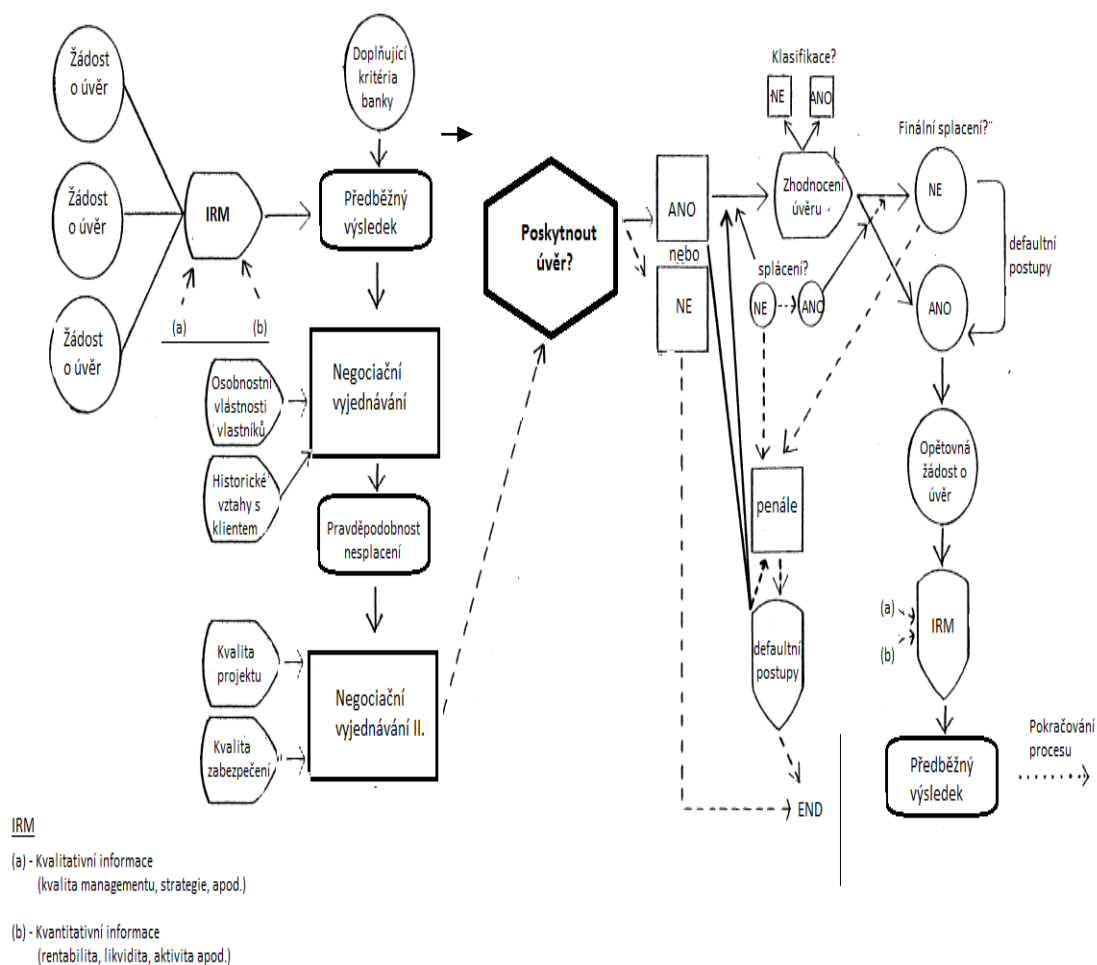 Žádost
o úvěr
Žádost
o úvěr
Žádost
o úvěr
IRM
(a)
(b)
Doplňující
kritéria
banky
Předběžný
výsledek
Osobnostní
vlastnosti
vlastníků
Historické
vztahy s
klientem
Negociační
vyjednávání
Pravděpodobnost
nesplacení
Kvalita
projektu
Kvalita
zabezpečení
Negociační
vyjednávání II.
Poskytnout
úvěr?
ANO
nebo
NE
Klasifikace?
NE
ANO
Zhodnocení
úvěru
splácení?
NE
ANO
penále
defaultní
postupy
END
Finální splacení?
NE
defaultní
postupy
ANO
Opětovná
žádost o
úvěr
(a)
(b)
IRM
Předběžný
výsledek
Pokračování
procesu
IRM
(a) - Kvalitativní informace
(kvalita managementu, strategie, apod.)
(b) - Kvantitativní informace
(rentabilita, likvidita, aktivita apod.)